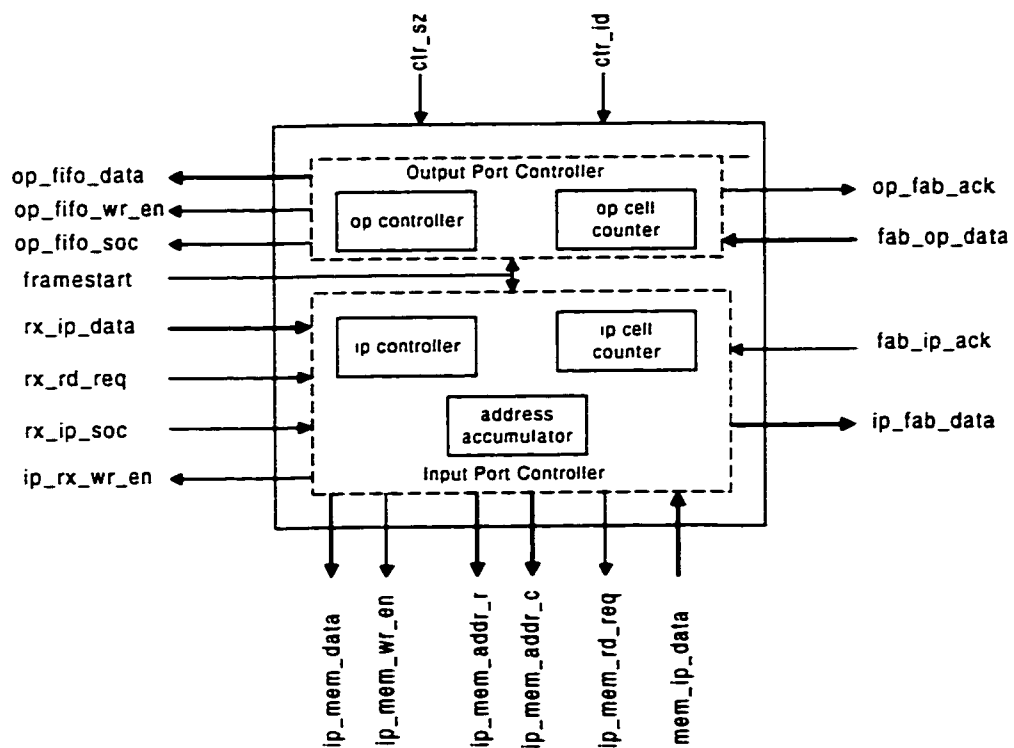 ctr_sz
ctr_id
Output Port Controller
op_fifo_data
op_fab_ack
op controller
op cell
counter
op_fifo_wr_en
op_fifo_soc
fab_op_data
framestart
rx_ip_data
ip controller
ip cell
counter
fab_ip_ack
rx_rd_req
address
accumulator
rx_ip_soc
ip_fab_data
ip_rx_wr_en
Input Port Controller
ip_mem_data
ip_mem_wr_en
ip_mem_addr_r
ip_mem_addr_c
ip_mem_rd_req
mem_ip_data